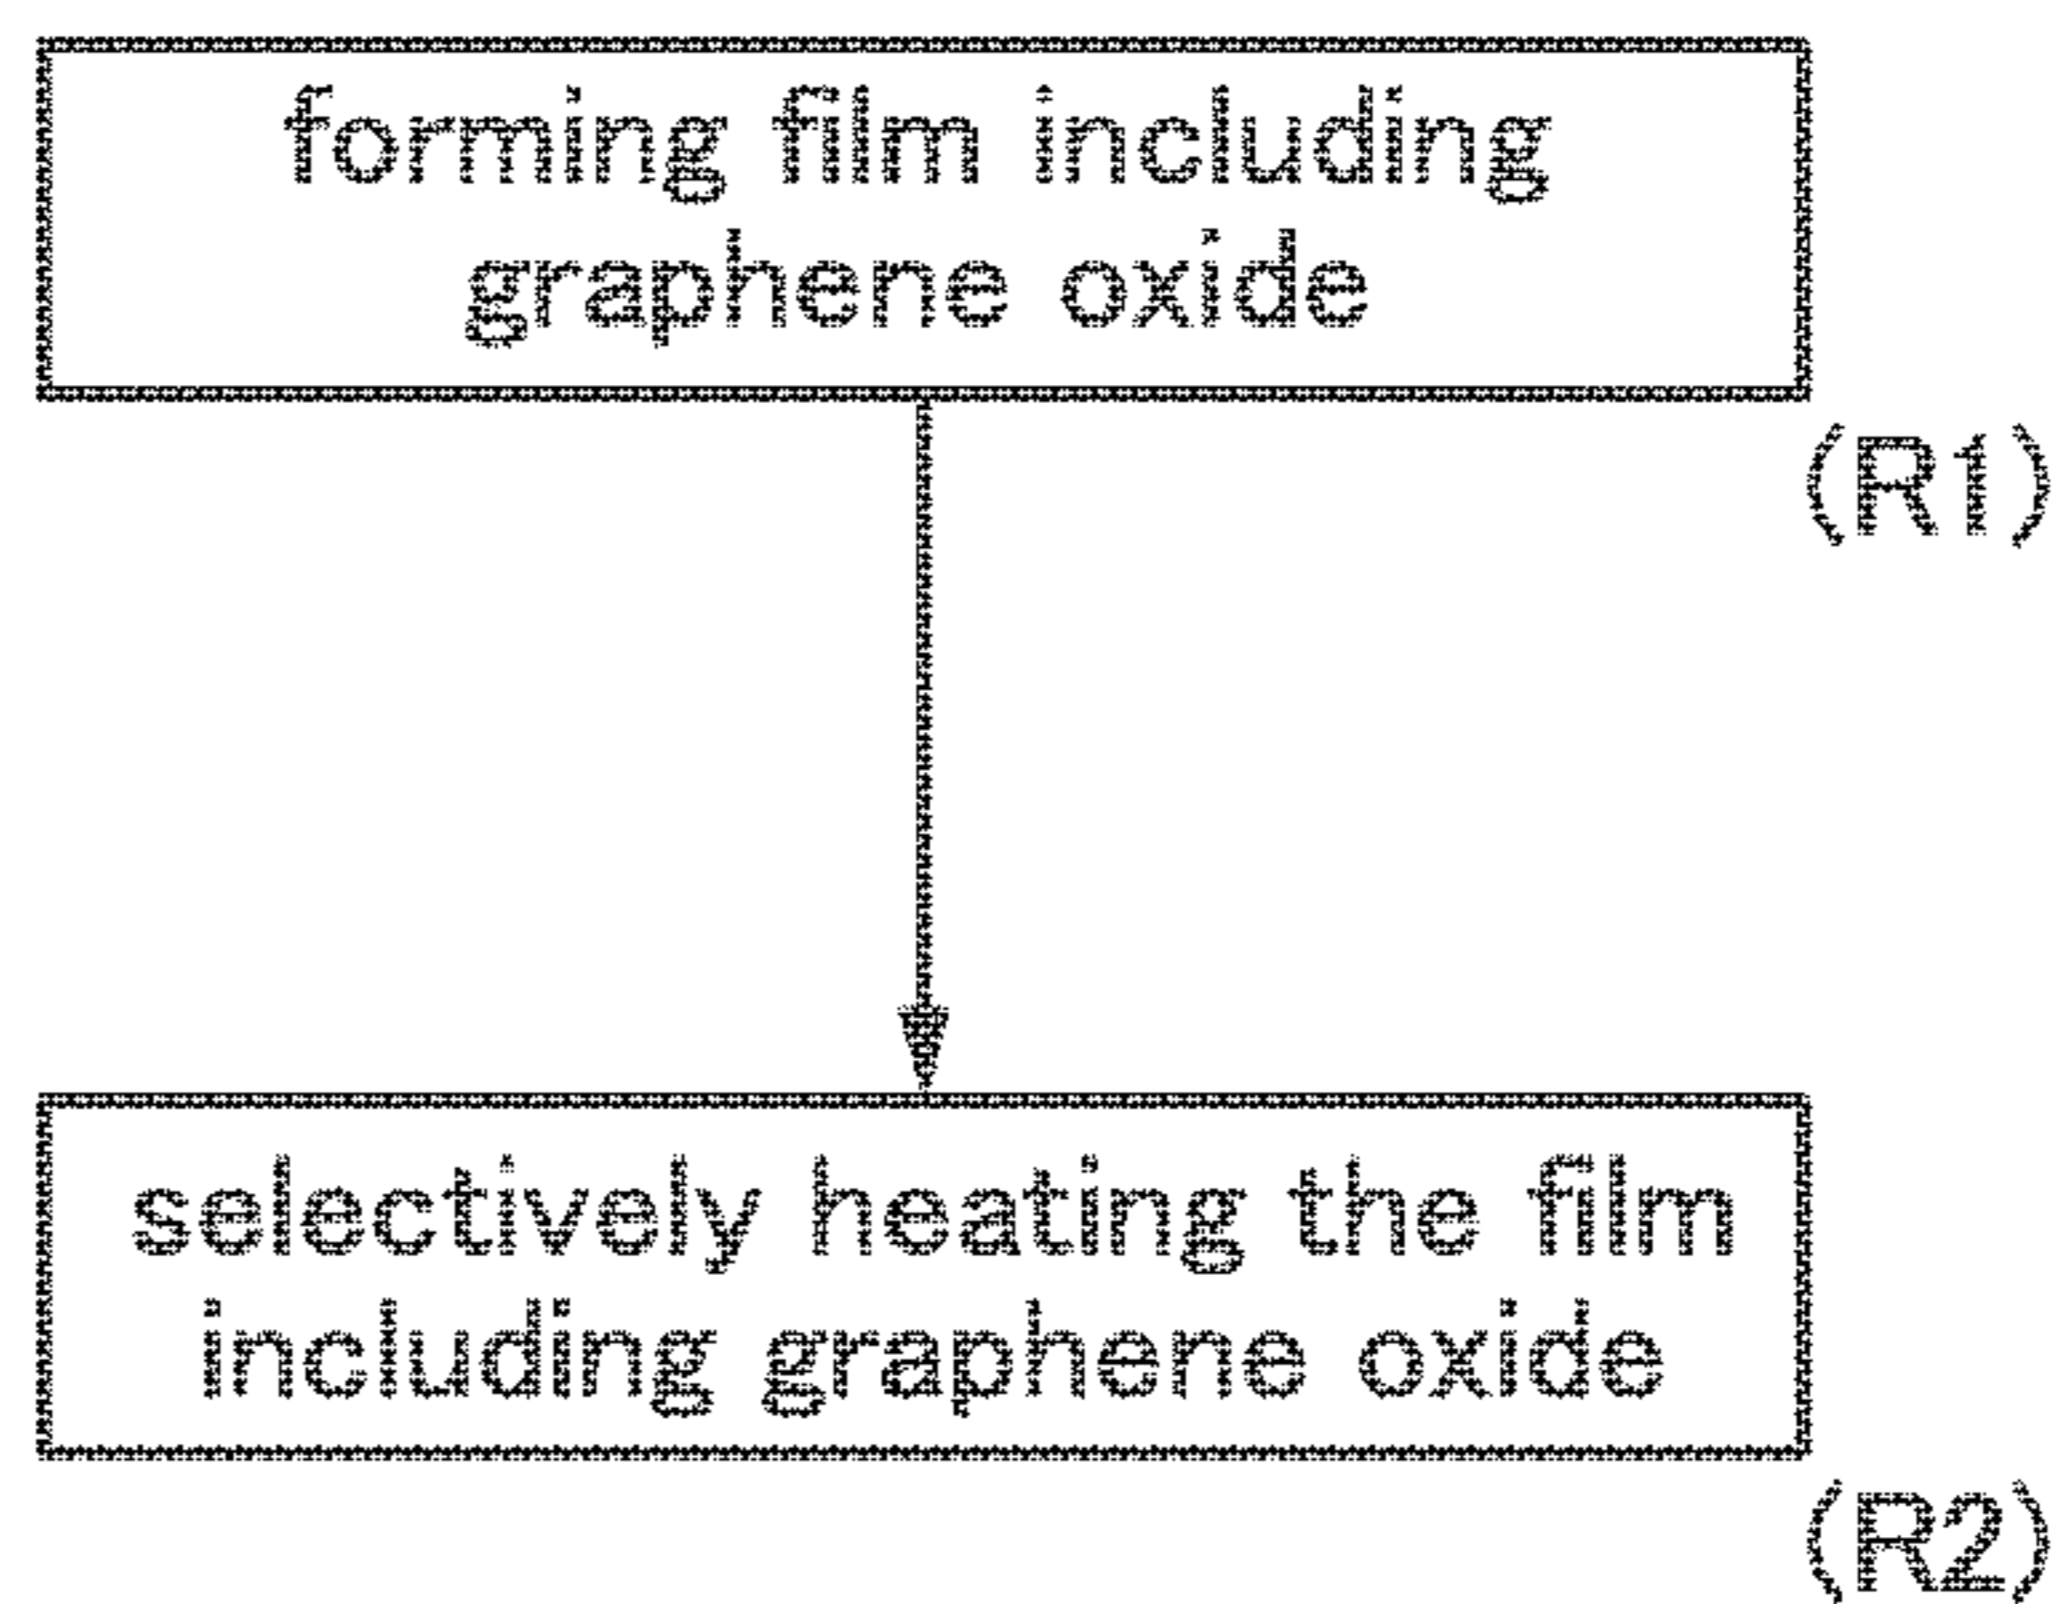 forming film including
graphene oxide
(R1)
selectively heating the film
including graphene oxide
(R2)